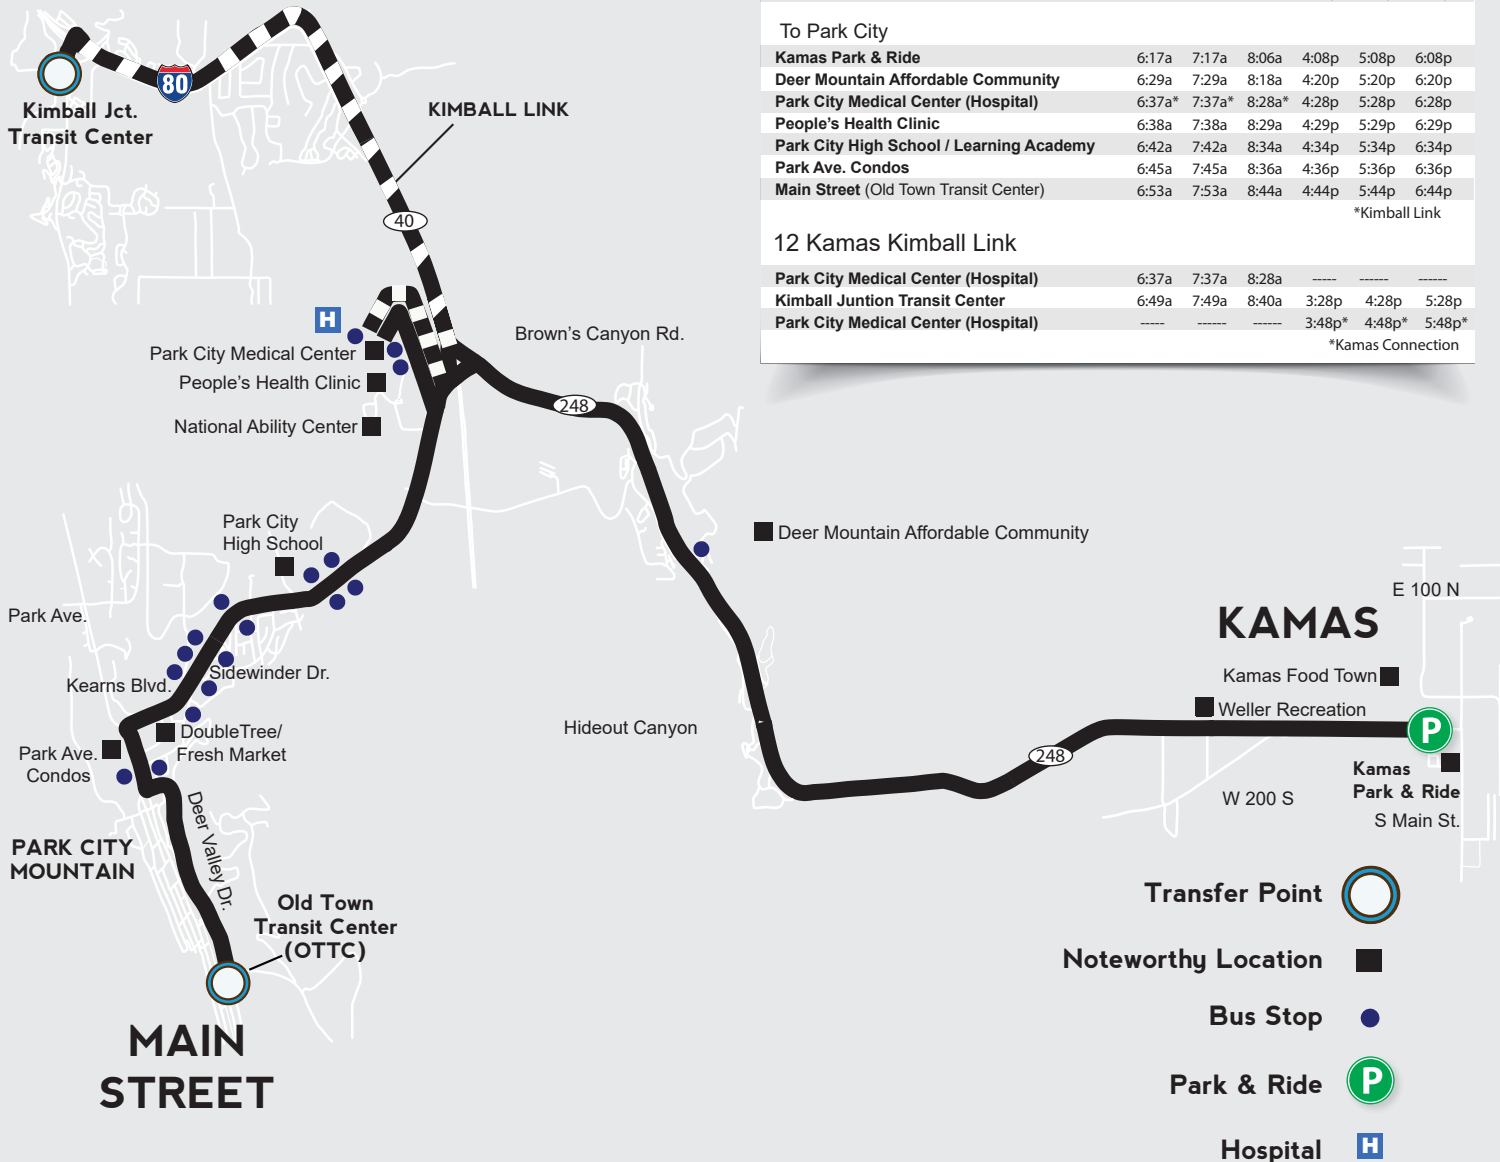 To Park City
Kamas Park & Ride 6:17a 7:17a 8:06a 4:08p 5:08p 6:08p
Deer Mountain Affordable Community 6:29a 7:29a 8:18a 4:20p 5:20p 6:20p
Park City Medical Center (Hospital) 6:37a* 7:37a* 8:28a* 4:28p 5:28p 6:28p
People's Health Clinic 6:38a 7:38a 8:29a 4:29p 5:29p 6:29p
Park City High School / Learning Academy 6:42a 7:42a 8:34a 4:34p 5:34p 6:34p
Park Ave. Condos 6:45a 7:45a 8:36a 4:36p 5:36p 6:36p
Main Street (Old Town Transit Center) 6:53a 7:53a 8:44a 4:44p 5:44p 6:44p
*Kimball Link
12 Kamas Kimball Link
Park City Medical Center (Hospital) 6:37a 7:37a 8:28a ----- ------ ------
Kimball Juntion Transit Center 6:49a 7:49a 8:40a 3:28p 4:28p 5:28p
Park City Medical Center (Hospital) ----- ------ ------ 3:48p* 4:48p* 5:48p*
*Kamas Connection
80
Kimball Jct.
Transit Center
KIMBALL LINK
40
H
Brown's Canyon Rd.
Park City Medical Center
People's Health Clinic
248
National Ability Center
Park City
High School
Deer Mountain Affordable Community
E 100 N
Park Ave.
KAMAS
Sidewinder Dr.
Kearns Blvd.
Kamas Food Town
Weller Recreation
Hideout Canyon
DoubleTree/
Fresh Market
P
Park Ave.
Condos
248
Kamas
Park & Ride
W 200 S
S Main St.
Deer Valley Dr.
PARK CITY
MOUNTAIN
Old Town
Transit Center
(OTTC)
MAIN
STREET
Transfer Point
Noteworthy Location
Bus Stop
Park & Ride P
Hospital H